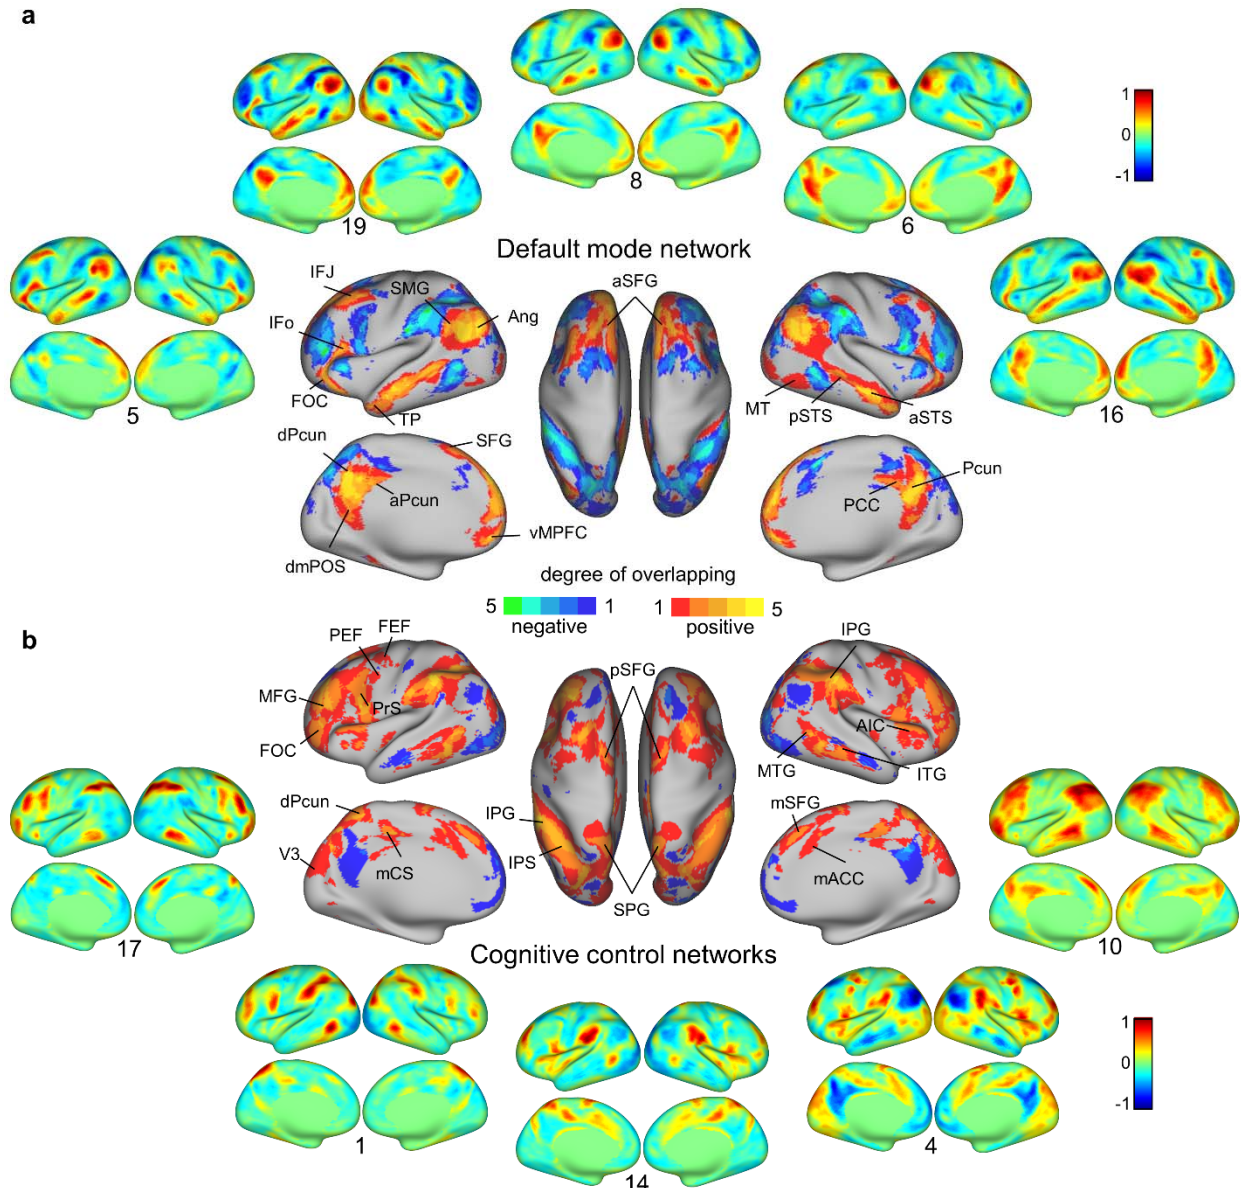 a
8
19
6
1
0
-1
Default mode network
5
16
IFJ
SMG
Ang
IFo
FOC
TP
aSFG
MT
pSTS
aSTS
dPcun
SFG
aPcun
dmPOS
vMPFC
Pcun
PCC
degree of overlapping
5 1 1 5
negative positive
b
PEF
FEF
MFG
PrS
FOC
pSFG
IPG
AIC
MTG
ITG
dPcun
V3
mCS
IPG
IPS
SPG
mSFG
mACC
17
10
Cognitive control networks
1
14
4
1
0
-1